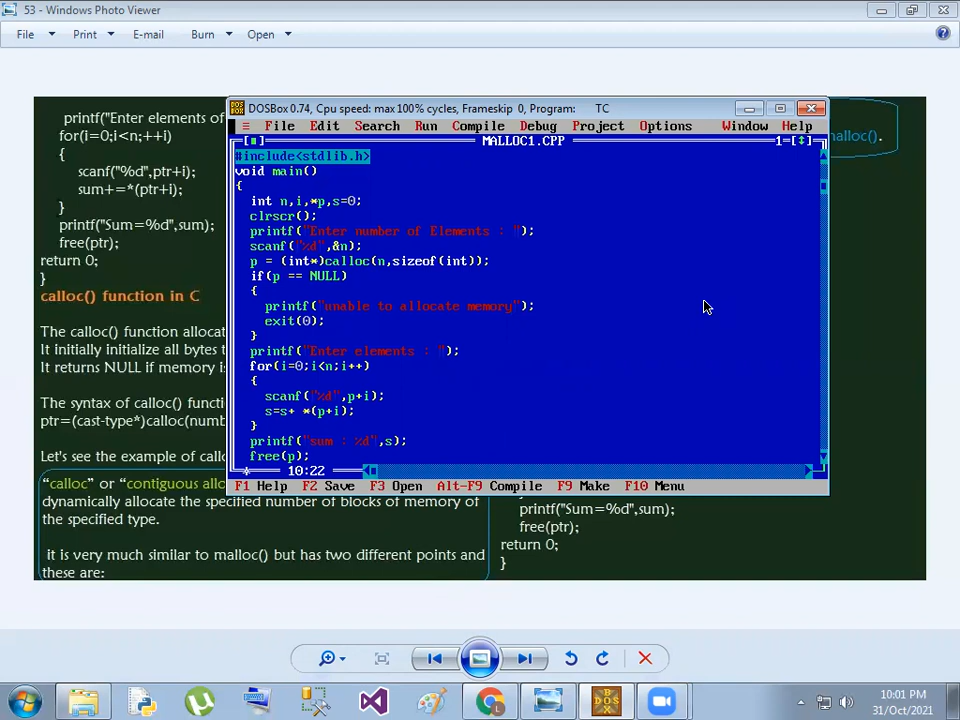 53 - Windows Photo Viewer
File Print E-mail Burn Open
printf("Enter elements of
for(i=0;i<n;++i)
{
scanf("%d",ptr+i);
sum+=*(ptr+i);
}
printf("Sum=%d",sum);
free(ptr);
return 0;
}
calloc() function in C
The calloc() function allocat
It initially initialize all bytes t
It returns NULL if memory is
The syntax of calloc() functi
ptr=(cast-type*)calloc(numb
Let's see the example of callo
"calloc" or "contiguous allo
dynamically allocate the specified number of blocks of memory of
the specified type.
it is very much similar to malloc() but has two different points and
these are:
DOSBox 0.74, Cpu speed: max 100% cycles, Frameskip 0, Program: TC
≡ File Edit Search Run Compile Debug Project Options Window Help
MALLOC1.CPP 1=[↕]
#include<stdlib.h>
void main()
{
int n,i,*p,s=0;
clrscr();
printf("Enter number of Elements : ");
scanf("%d",&n);
p = (int*)calloc(n,sizeof(int));
if(p == NULL)
{
printf("unable to allocate memory");
exit(0);
}
printf("Enter elements : ");
for(i=0;i<n;i++)
{
scanf("%d",p+i);
s=s+ *(p+i);
}
printf("sum : %d",s);
free(p);
10:22
F1 Help F2 Save F3 Open Alt-F9 Compile F9 Make F10 Menu
alloc().
printf("Sum=%d",sum);
free(ptr);
return 0;
}
10:01 PM
31/Oct/2021